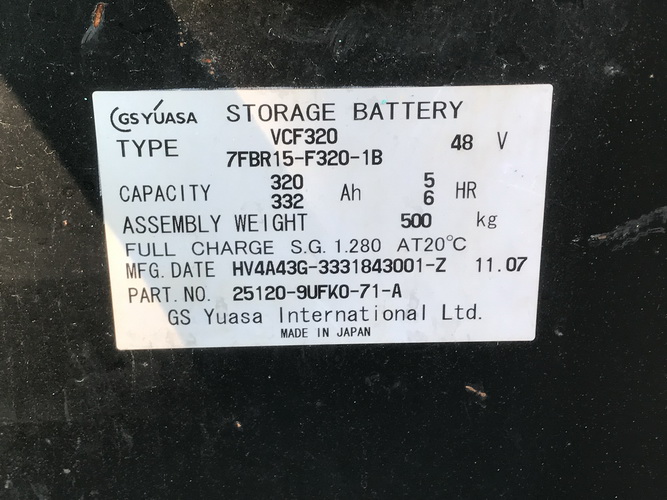 GS YUASA STORAGE BATTERY
TYPE VCF320 48 V
7FBR15-F320-1B
CAPACITY 320 Ah 5 HR
332 6
ASSEMBLY WEIGHT 500 kg
FULL CHARGE S.G. 1.280 AT20℃
MFG. DATE HV4A43G-3331843001-Z 11.07
PART. NO. 25120-9UFK0-71-A
GS Yuasa International Ltd.
MADE IN JAPAN